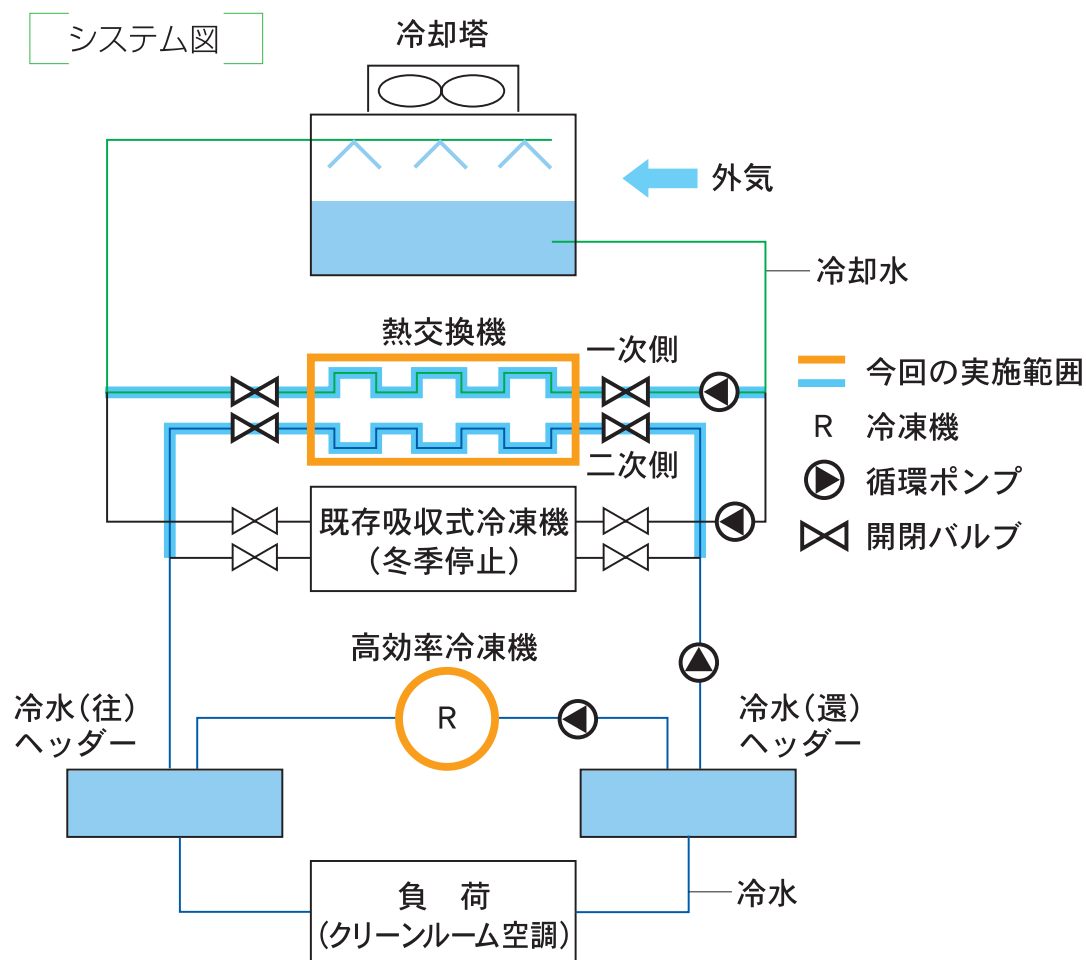 システム図
冷却塔
外気
冷却水
熱交換機
一次側
二次側
今回の実施範囲
R 冷凍機
循環ポンプ
開閉バルブ
既存吸収式冷凍機
（冬季停止）
高効率冷凍機
R
冷水（往）
ヘッダー
冷水（還）
ヘッダー
冷水
負　荷
（クリーンルーム空調）